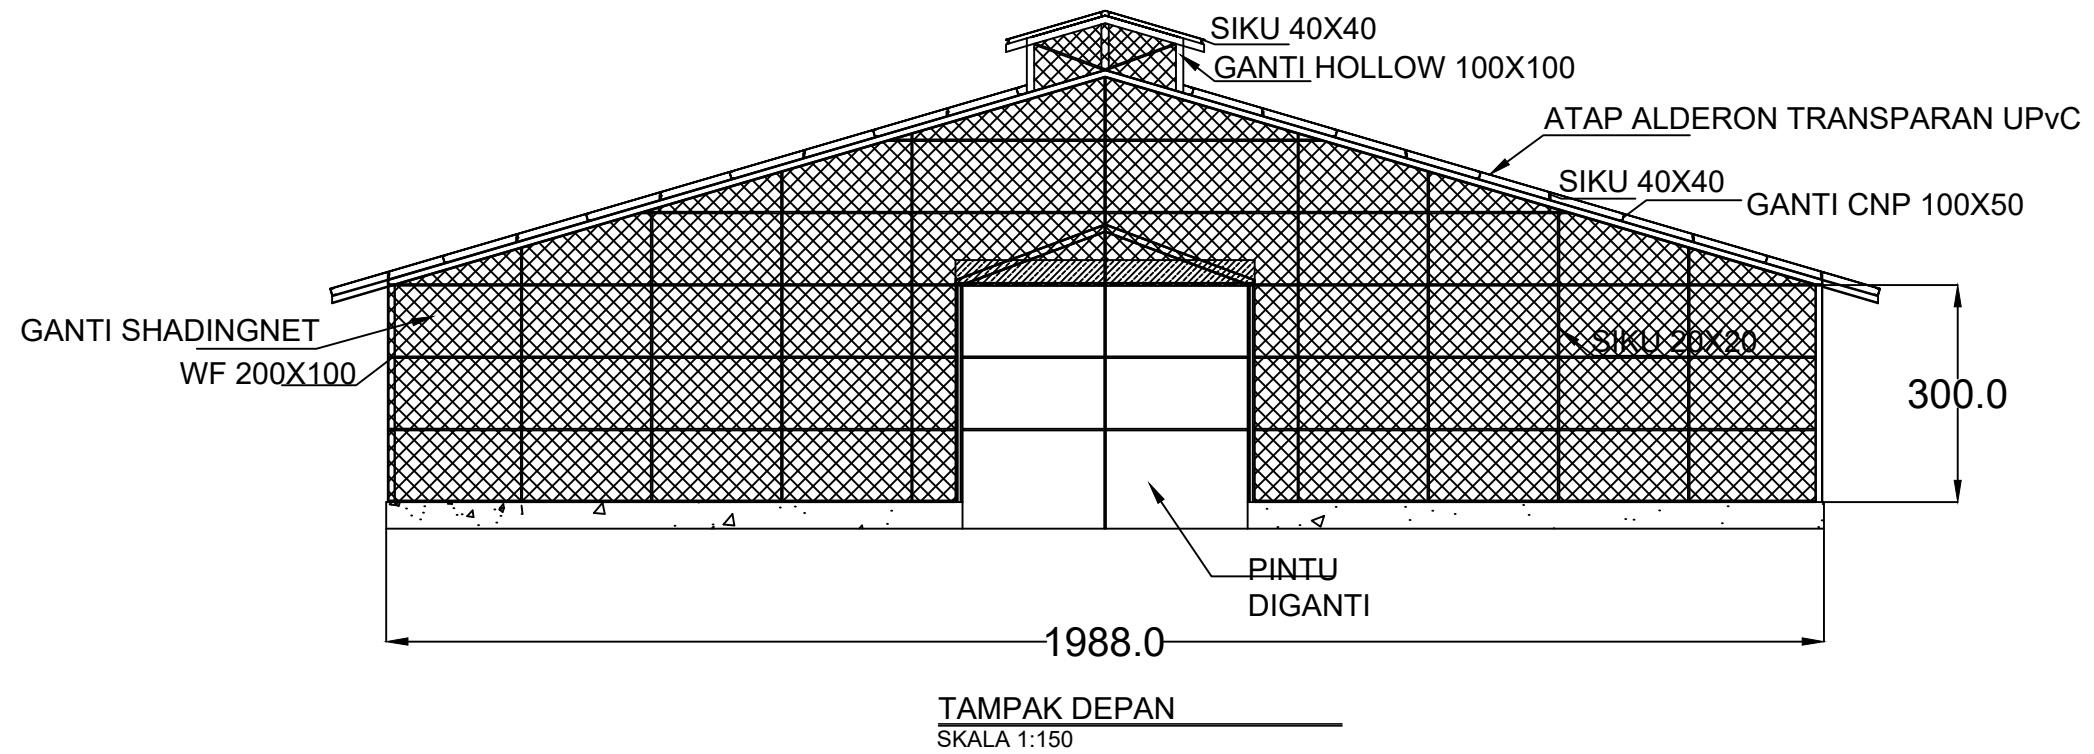 SIKU 40X40
GANTI HOLLOW 100X100
ATAP ALDERON TRANSPARAN UPvC
SIKU 40X40
GANTI CNP 100X50
GANTI SHADINGNET
SIKU 20X20
WF 200X100
300.0
PINTU
DIGANTI
1988.0
TAMPAK DEPAN
SKALA 1:150